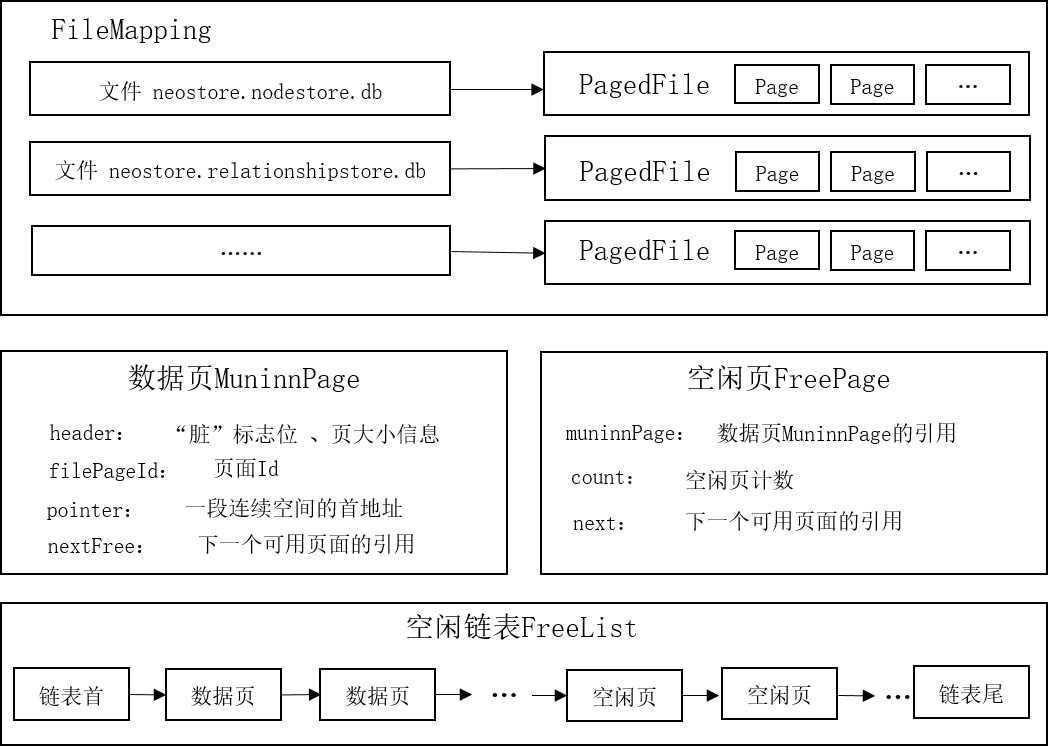 FileMapping
文件 neostore.nodestore.db
PagedFile Page Page …
文件 neostore.relationshipstore.db
PagedFile Page Page …
……
PagedFile Page Page …
数据页MuninnPage
header： “脏”标志位 、页大小信息
filePageId： 页面Id
pointer： 一段连续空间的首地址
nextFree： 下一个可用页面的引用
空闲页FreePage
muninnPage： 数据页MuninnPage的引用
count： 空闲页计数
next： 下一个可用页面的引用
空闲链表FreeList
链表首 数据页 数据页 … 空闲页 空闲页 … 链表尾